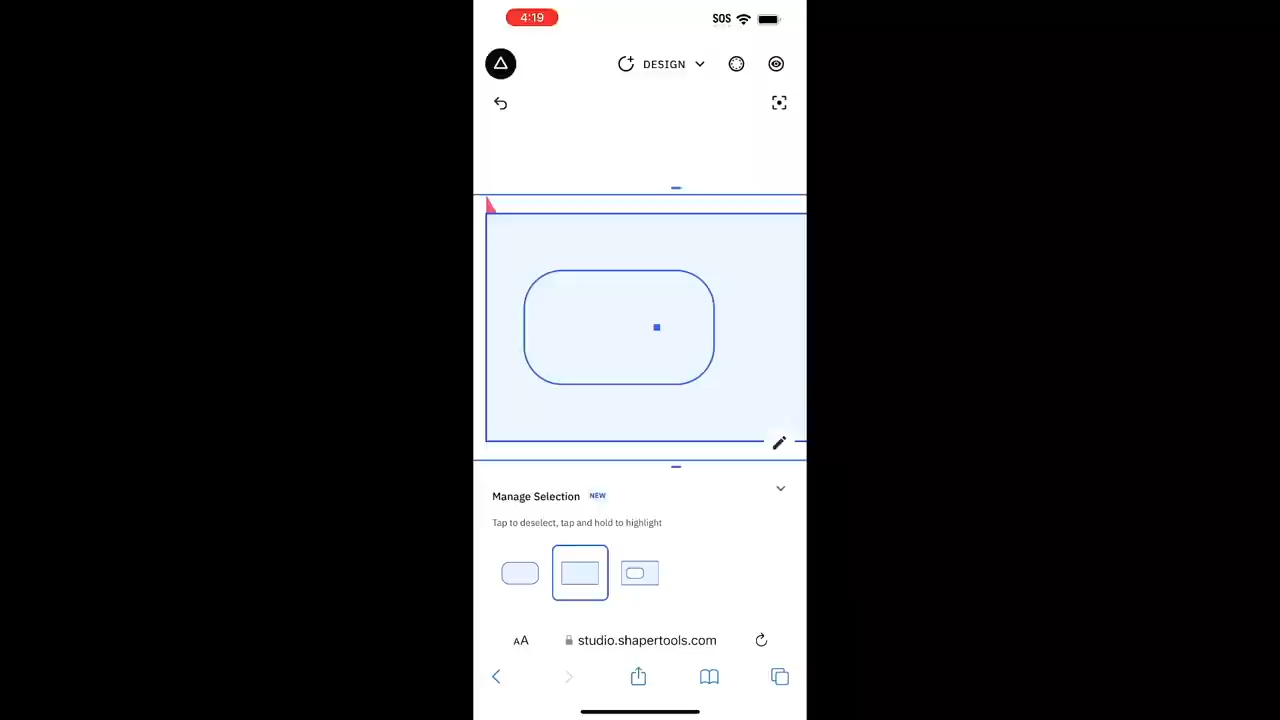 4:19
SOS
DESIGN
Manage Selection NEW
Tap to deselect, tap and hold to highlight
AA
studio.shapertools.com